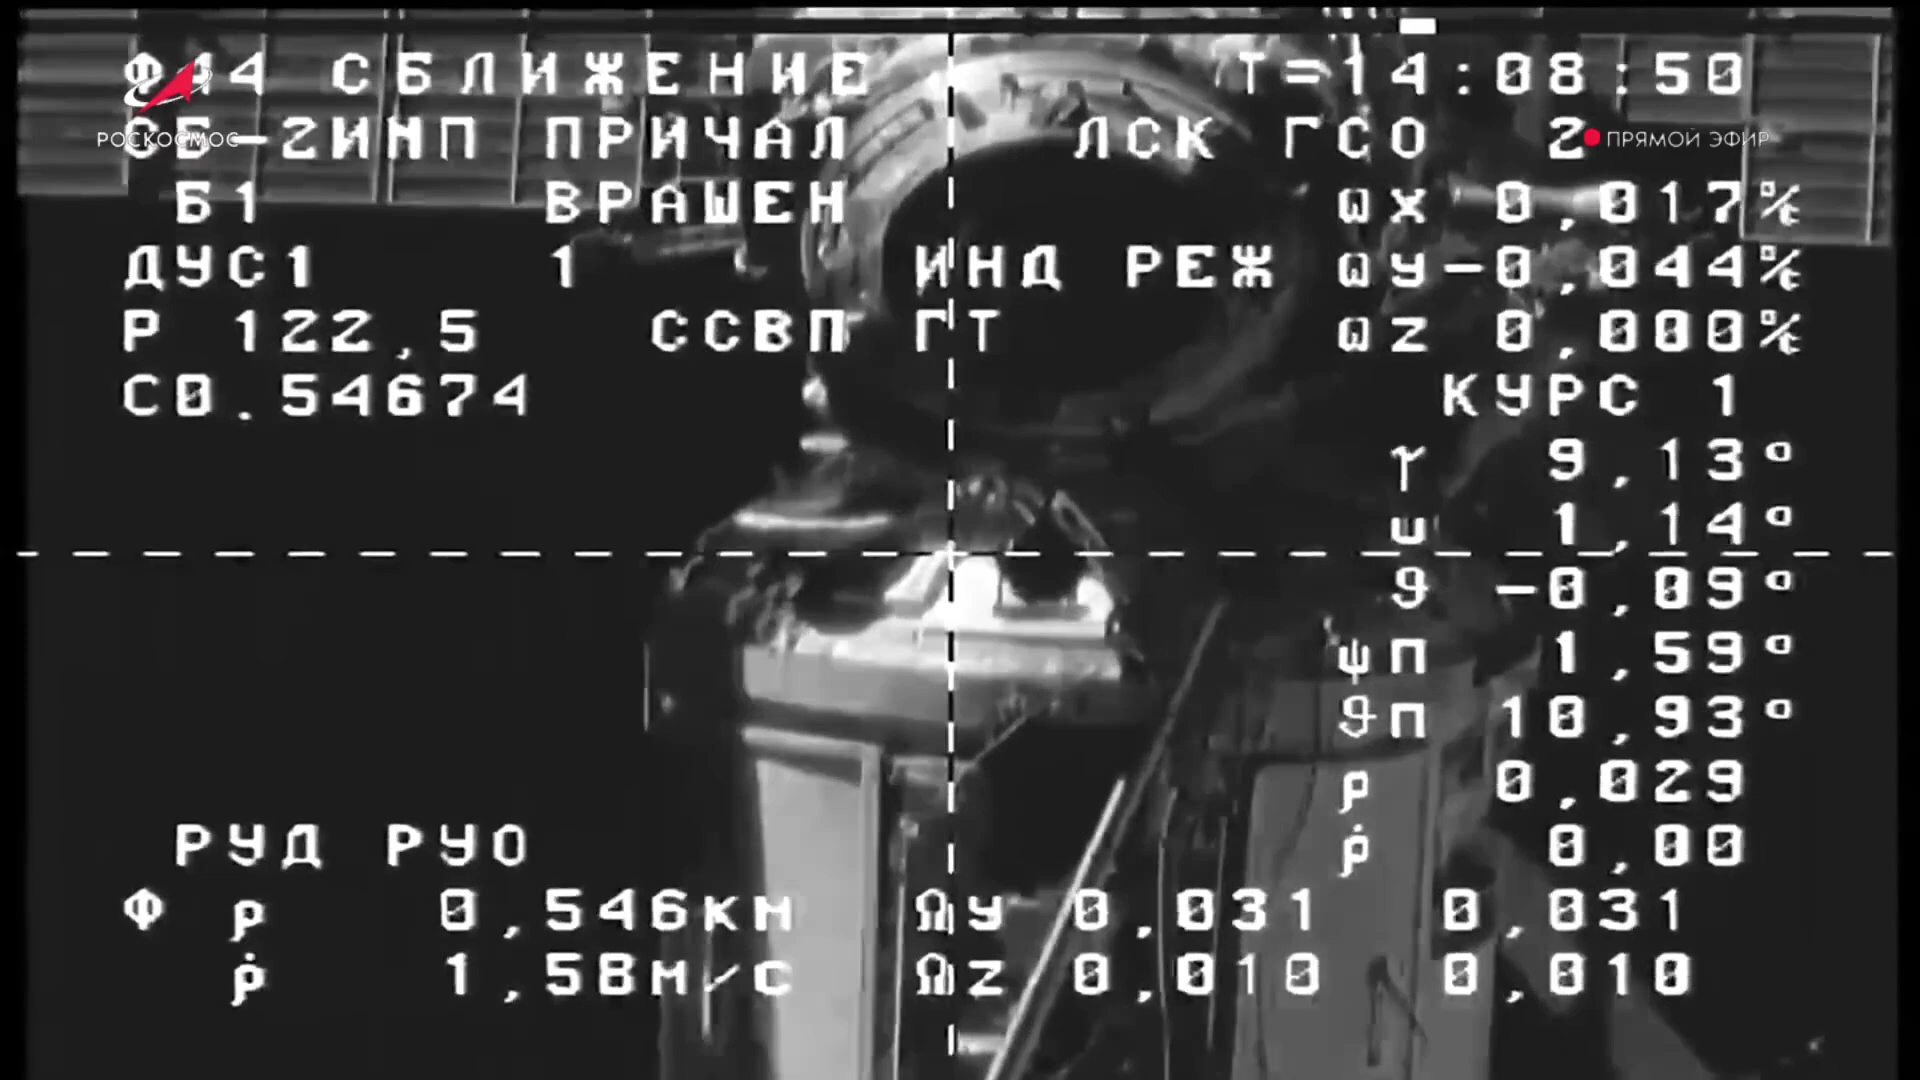 Ф44 СБЛИЖЕНИЕ T=14:08:50
РОСКОСМОС
СБ-2ИМП ПРИЧАЛ ЛСК ГСО 2
ПРЯМОЙ ЭФИР
Б1 ВРАШЕН ωX 0,017°/с
ДУС1 1 ИНД РЕЖ ωY-0,044°/с
Р 122,5 ССВП ГТ ωZ 0,000°/с
С0.54674 КУРС 1
γ 9,13°
ш 1,14°
ϑ -0,09°
ψП 1,59°
ϑП 10,93°
ρ 0,029
РУД РУО ρ̇ 0,00
Ф ρ 0,546КМ ΩY 0,031 0,031
ρ̇ 1,58М/С ΩZ 0,010 0,010